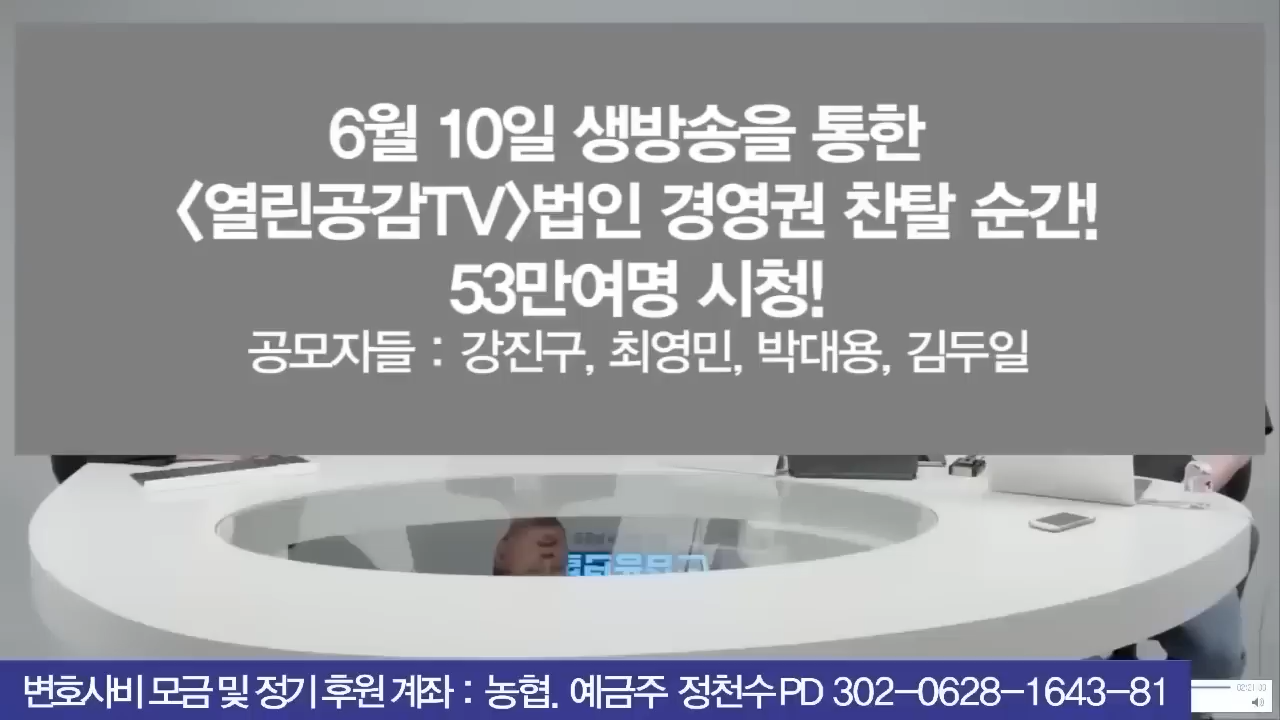 6월 10일 생방송을 통한
<열린공감TV>법인 경영권 찬탈 순간!
53만여명 시청!
공모자들 : 강진구, 최영민, 박대용, 김두일
변호사비 모금 및 정기 후원 계좌 : 농협. 예금주 정천수PD 302-0628-1643-81